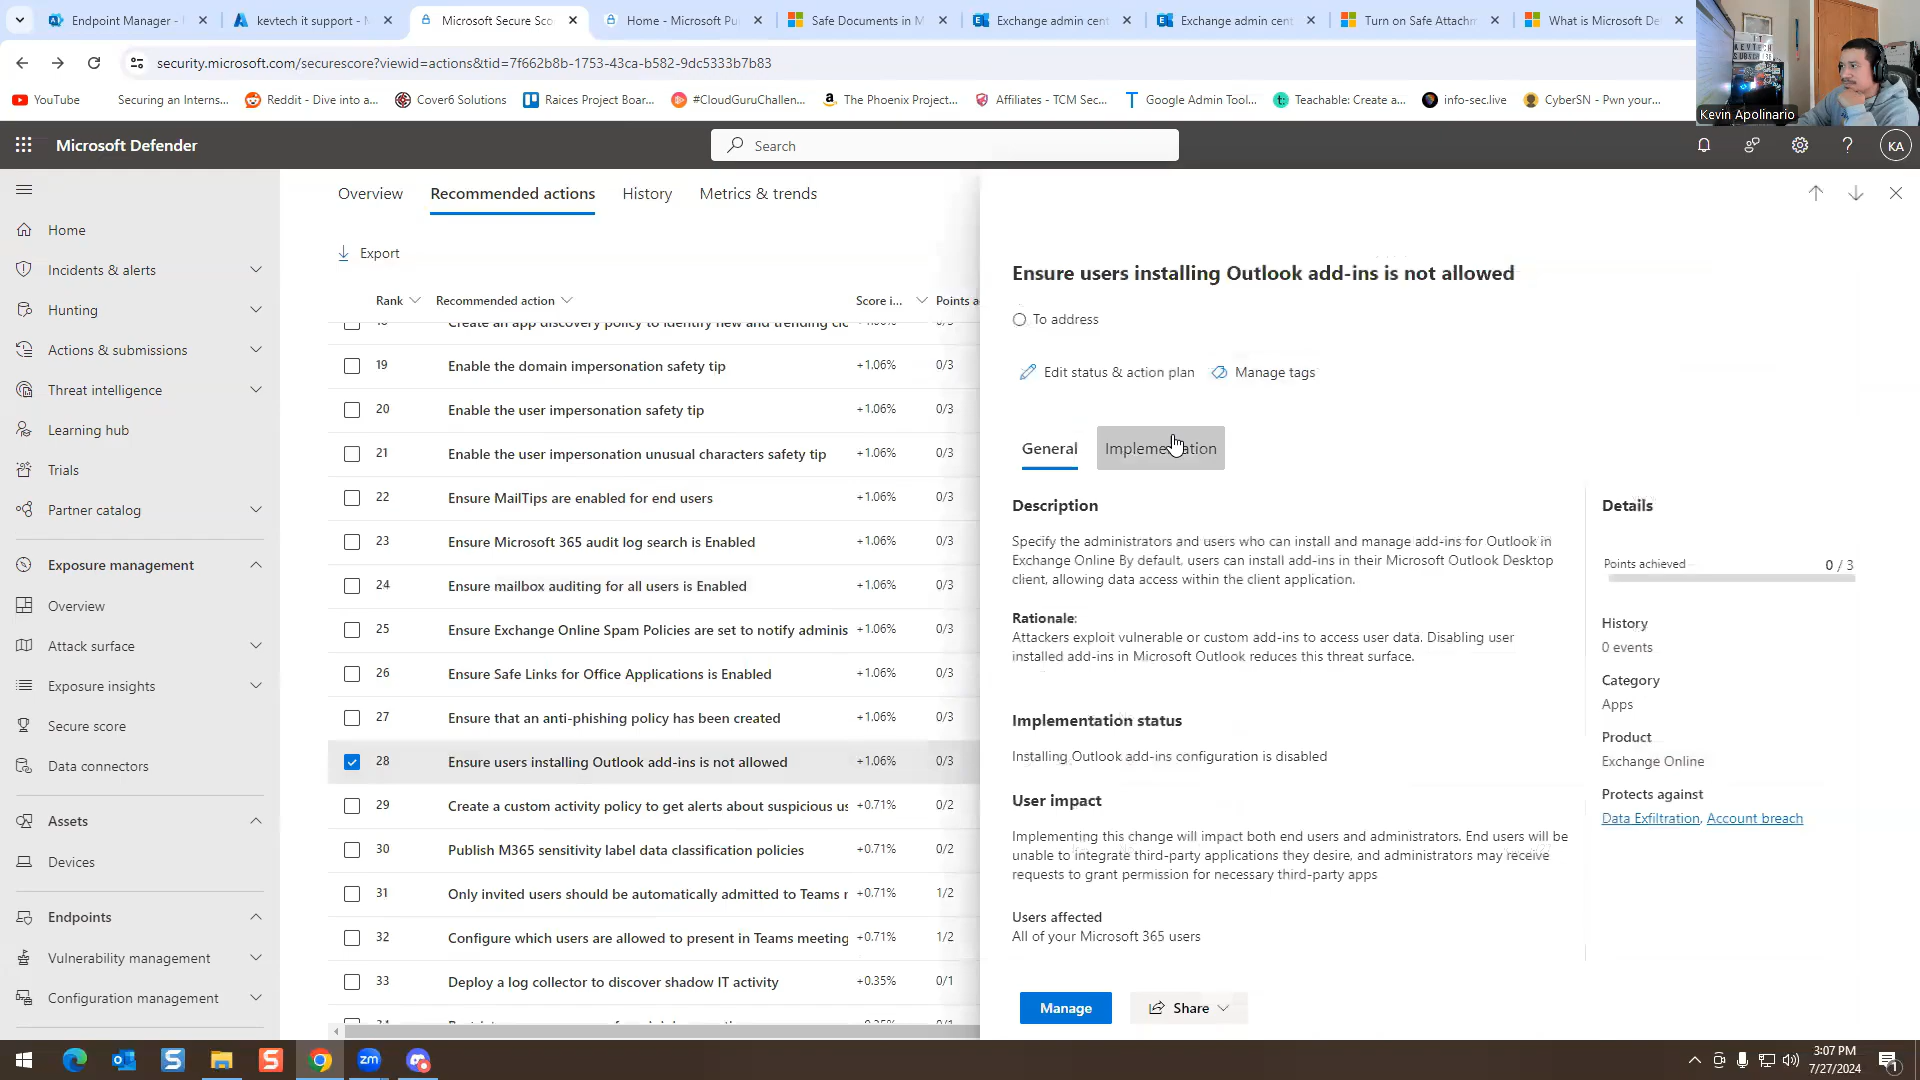 Endpoint Manager -
kevtech it support -
Microsoft Secure Sco
Home - Microsoft Pu
Safe Documents in M
Exchange admin cent
Exchange admin cent
Turn on Safe Attachm
What is Microsoft De
security.microsoft.com/securescore?viewid=actions&tid=7f662b8b-1753-43ca-b582-9dc5333b7b83
YouTube
Securing an Interns...
Reddit - Dive into a...
Cover6 Solutions
Raices Project Boar...
#CloudGuruChallen...
The Phoenix Project...
Affiliates - TCM Sec...
Google Admin Tool...
Teachable: Create a...
info-sec.live
CyberSN - Pwn your...
Kevin Apolinario
Microsoft Defender
Search
KA
Home
Incidents & alerts
Hunting
Actions & submissions
Threat intelligence
Learning hub
Trials
Partner catalog
Exposure management
Overview
Attack surface
Exposure insights
Secure score
Data connectors
Assets
Devices
Endpoints
Vulnerability management
Configuration management
Overview
Recommended actions
History
Metrics & trends
Export
Rank Recommended action Score i... Points a
Create an app discovery policy to identify new and trending clo
19 Enable the domain impersonation safety tip +1.06% 0/3
20 Enable the user impersonation safety tip +1.06% 0/3
21 Enable the user impersonation unusual characters safety tip +1.06% 0/3
22 Ensure MailTips are enabled for end users +1.06% 0/3
23 Ensure Microsoft 365 audit log search is Enabled +1.06% 0/3
24 Ensure mailbox auditing for all users is Enabled +1.06% 0/3
25 Ensure Exchange Online Spam Policies are set to notify adminis +1.06% 0/3
26 Ensure Safe Links for Office Applications is Enabled +1.06% 0/3
27 Ensure that an anti-phishing policy has been created +1.06% 0/3
28 Ensure users installing Outlook add-ins is not allowed +1.06% 0/3
29 Create a custom activity policy to get alerts about suspicious us +0.71% 0/2
30 Publish M365 sensitivity label data classification policies +0.71% 0/2
31 Only invited users should be automatically admitted to Teams r +0.71% 1/2
32 Configure which users are allowed to present in Teams meeting +0.71% 1/2
33 Deploy a log collector to discover shadow IT activity +0.35% 0/1
Ensure users installing Outlook add-ins is not allowed
To address
Edit status & action plan
Manage tags
General
Implementation
Description
Specify the administrators and users who can install and manage add-ins for Outlook in
Exchange Online By default, users can install add-ins in their Microsoft Outlook Desktop
client, allowing data access within the client application.
Rationale:
Attackers exploit vulnerable or custom add-ins to access user data. Disabling user
installed add-ins in Microsoft Outlook reduces this threat surface.
Implementation status
Installing Outlook add-ins configuration is disabled
User impact
Implementing this change will impact both end users and administrators. End users will be
unable to integrate third-party applications they desire, and administrators may receive
requests to grant permission for necessary third-party apps
Users affected
All of your Microsoft 365 users
Details
Points achieved 0 / 3
History
0 events
Category
Apps
Product
Exchange Online
Protects against
Data Exfiltration, Account breach
Manage
Share
zm
3:07 PM
7/27/2024
1